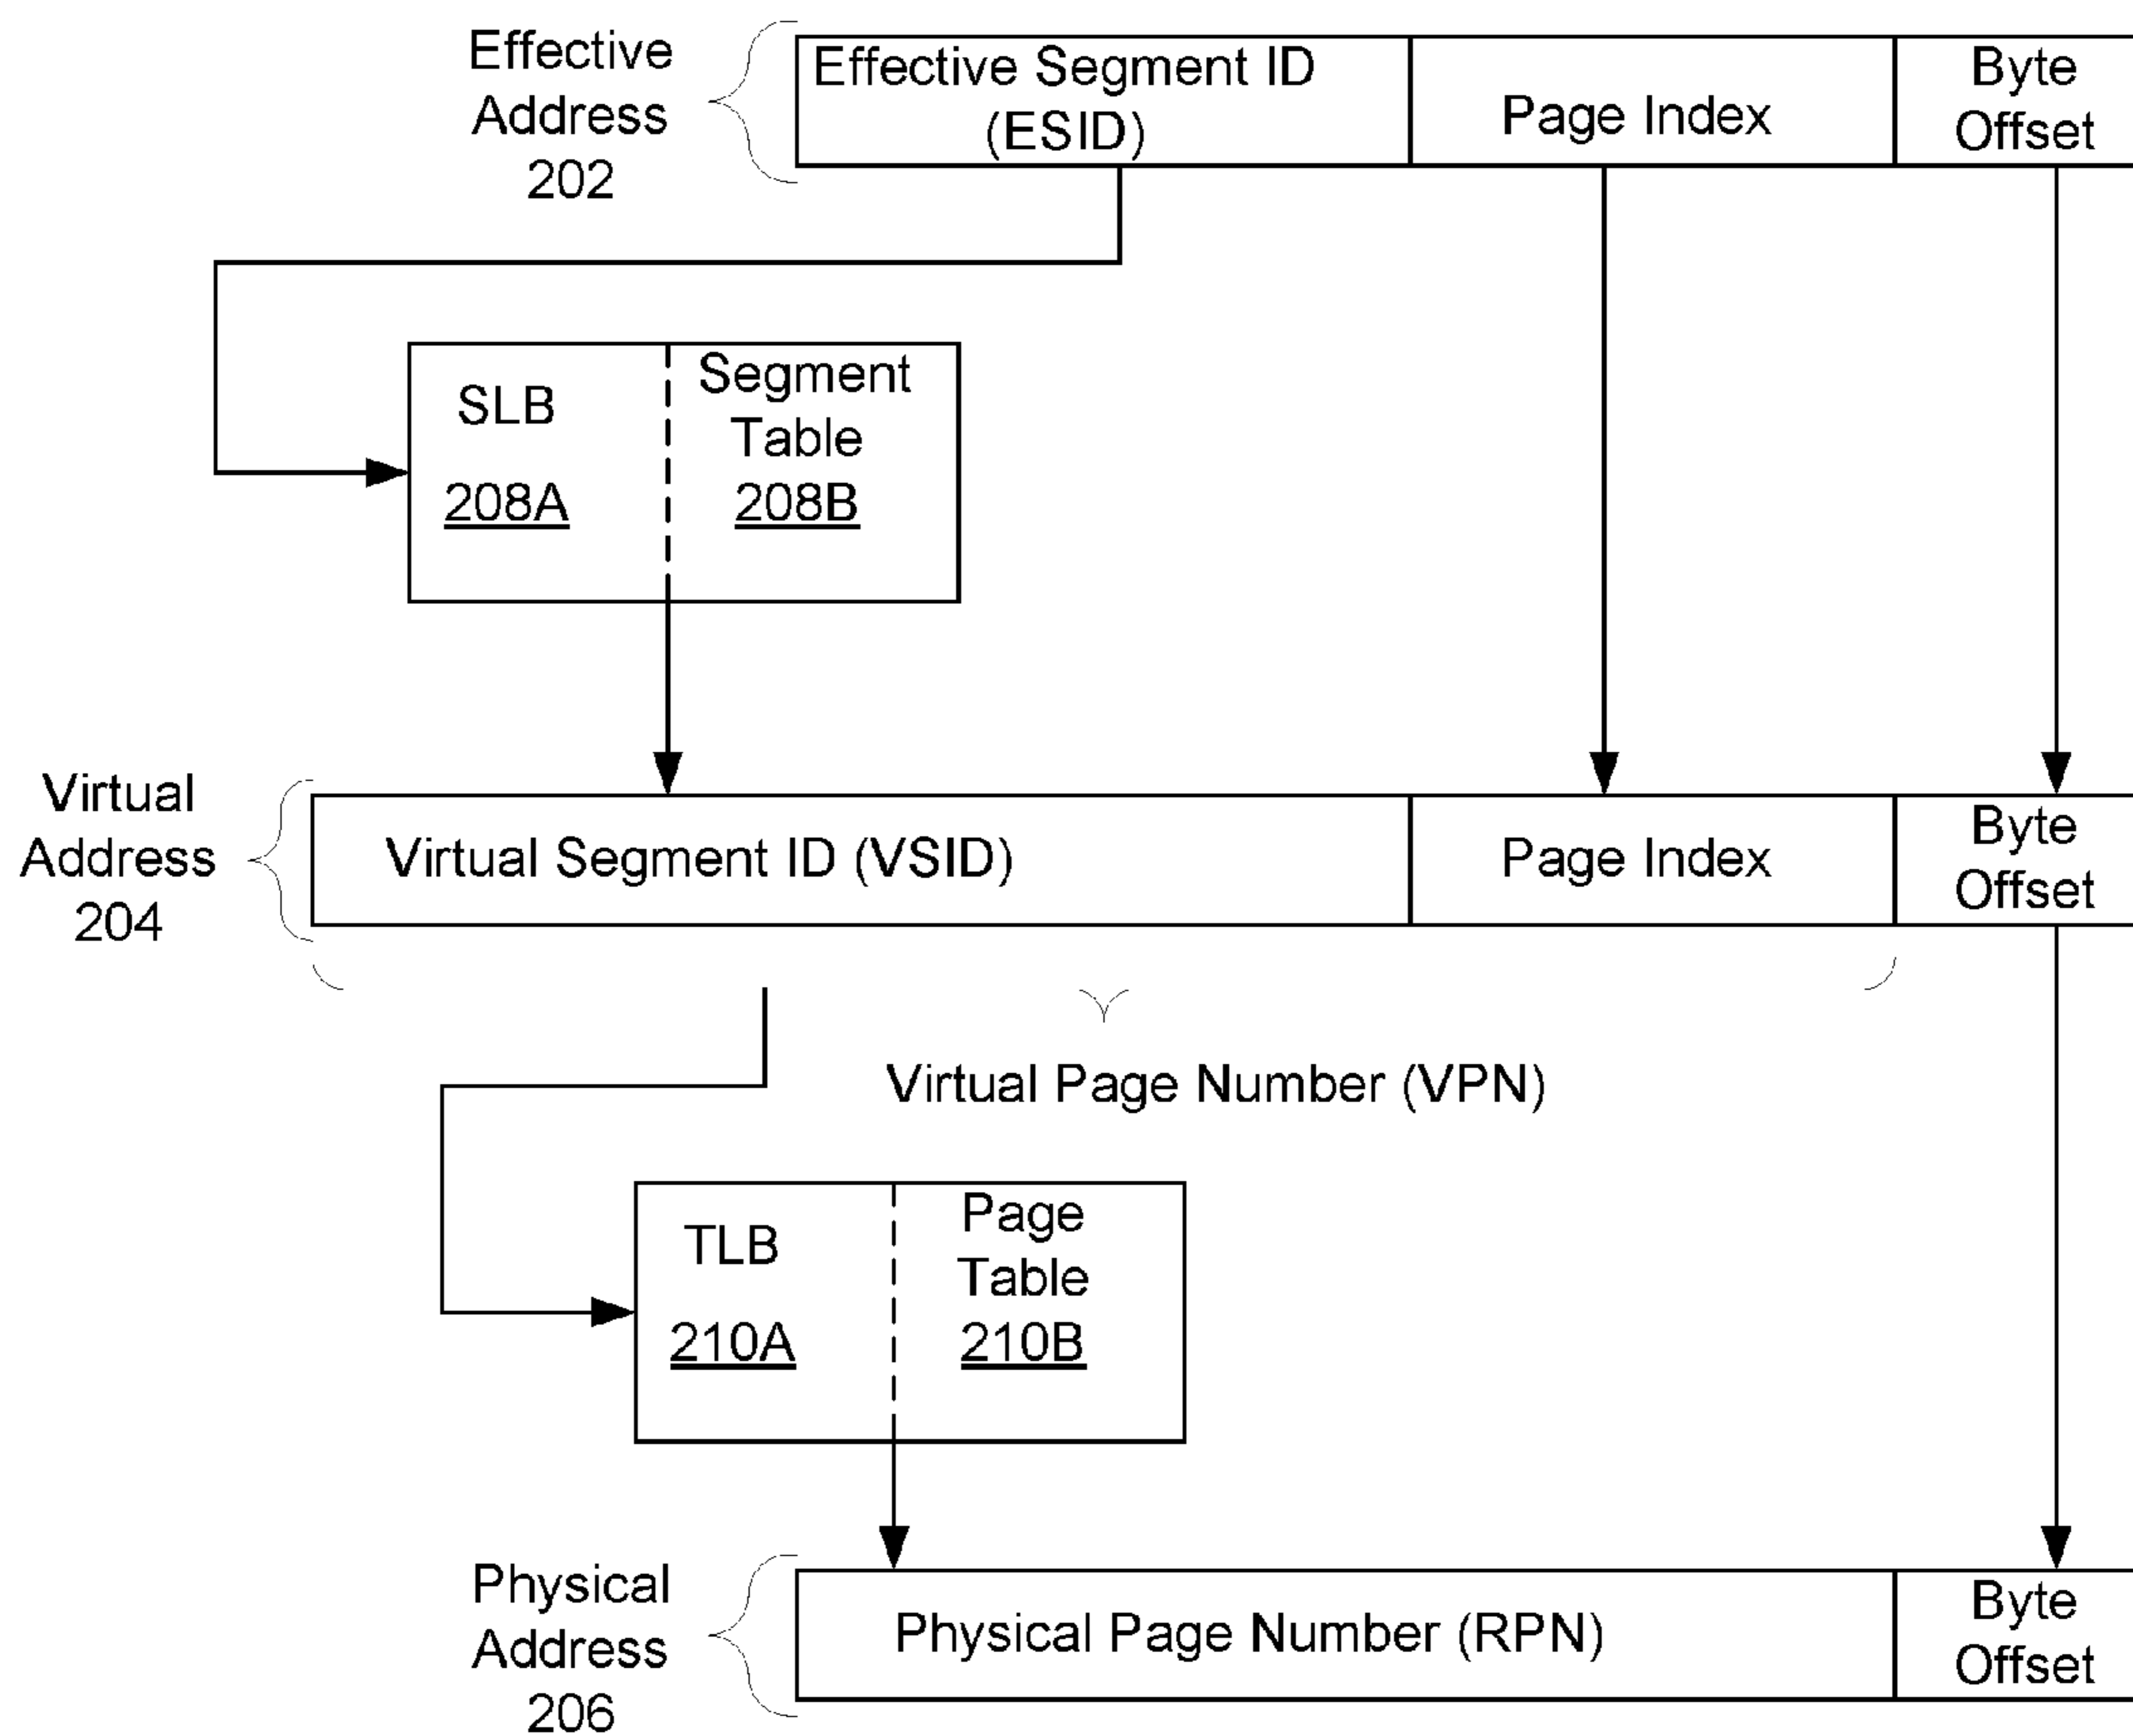 Effective
Address
202
Effective Segment ID
(ESID)
Page Index
Byte
Offset
SLB
208A
Segment
Table
208B
Virtual
Address
204
Virtual Segment ID (VSID)
Page Index
Byte
Offset
Virtual Page Number (VPN)
TLB
210A
Page
Table
210B
Physical
Address
206
Physical Page Number (RPN)
Byte
Offset